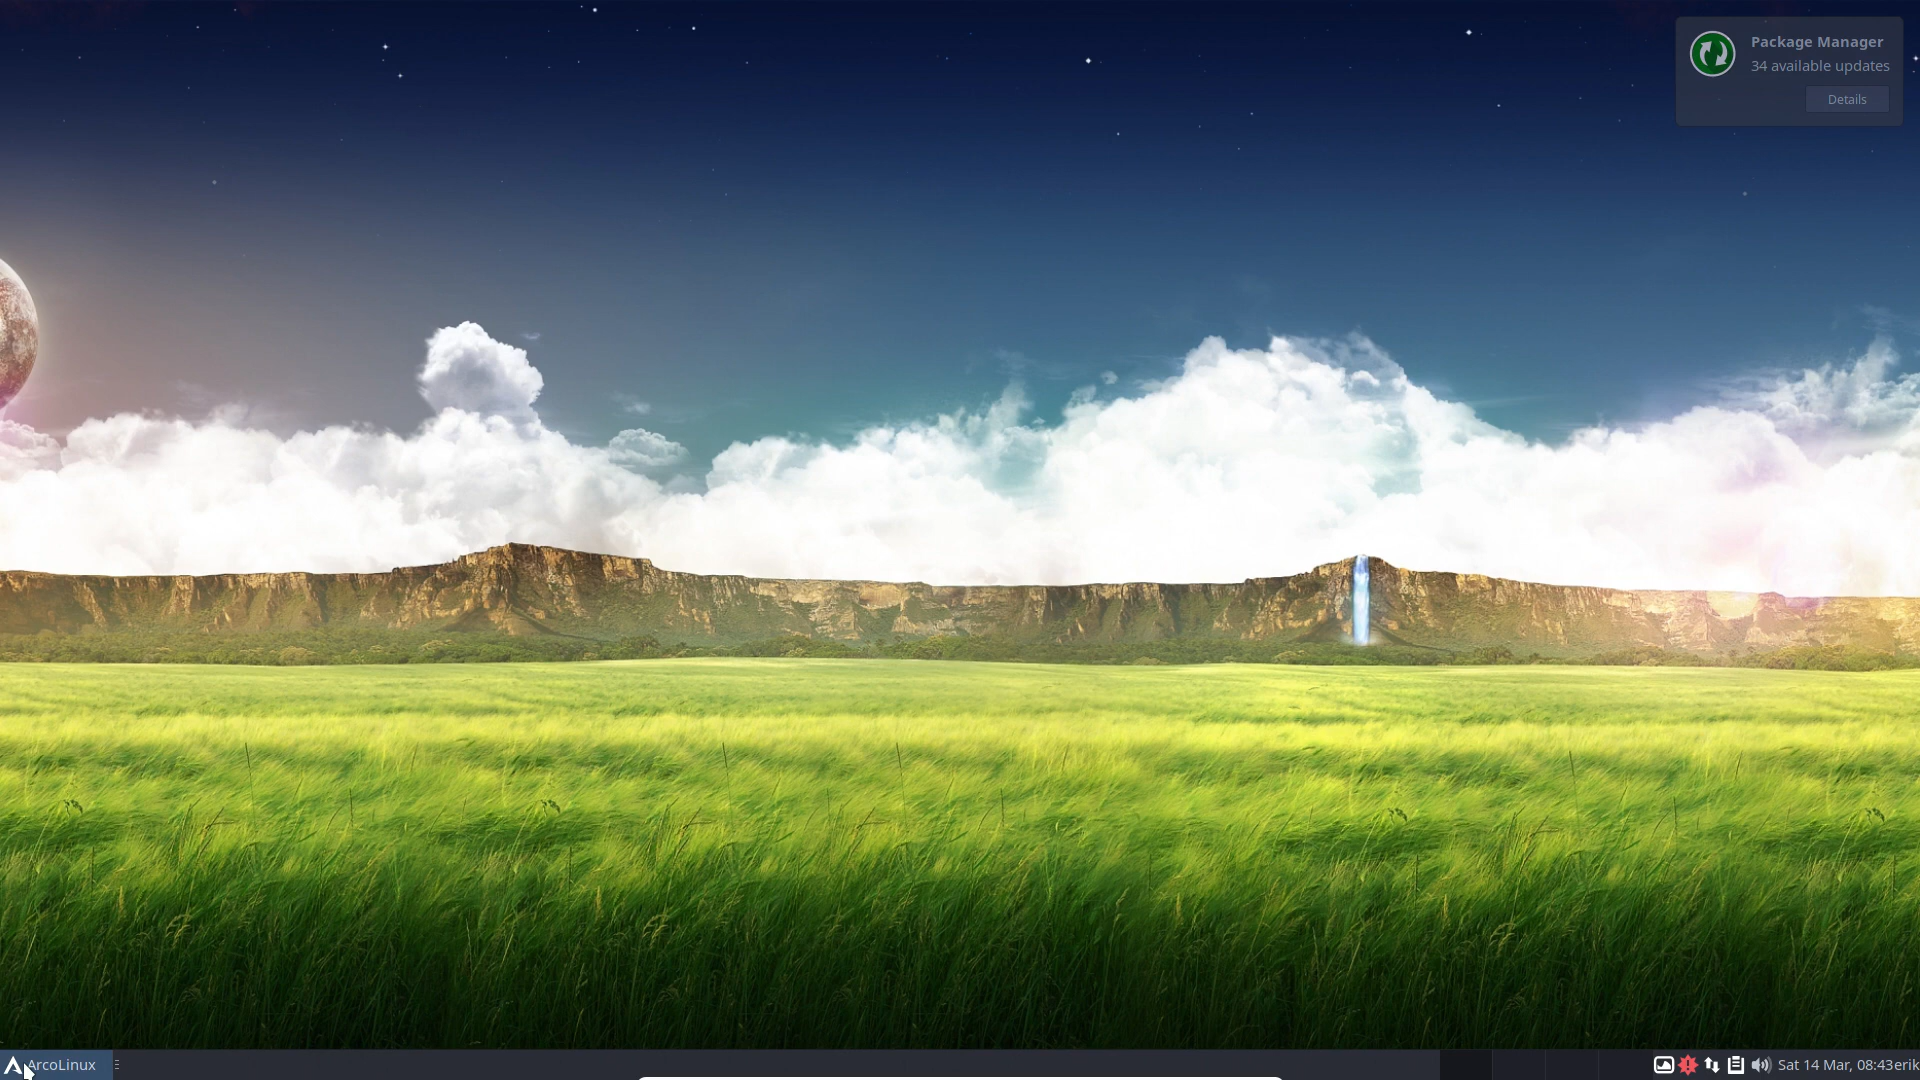 Package Manager
34 available updates
Details
ArcoLinux
Sat 14 Mar, 08:43erik